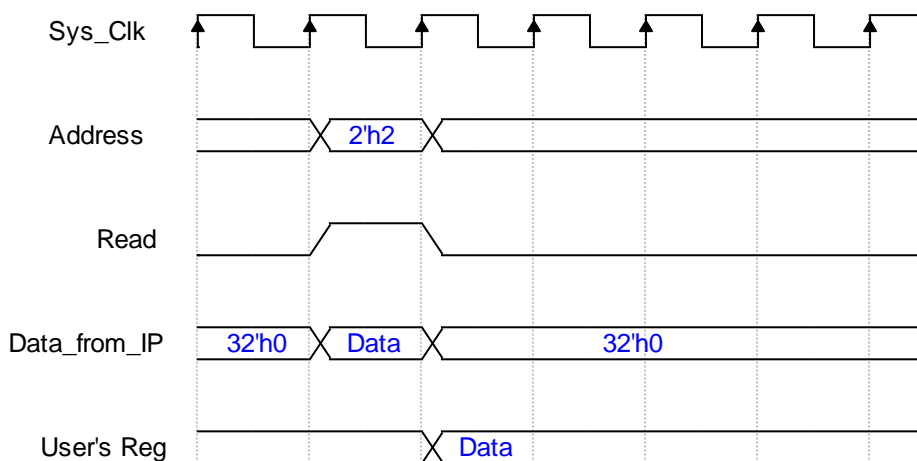 Sys_Clk
Address 2'h2
Read
Data_from_IP 32'h0 Data 32'h0
User's Reg Data